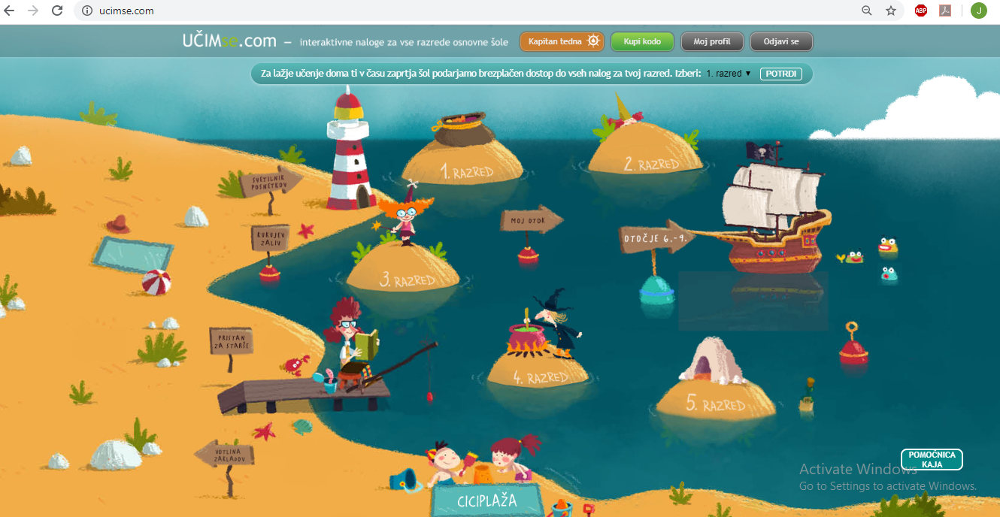 ucimse.com
ABP
J
UČIMse.com – interaktivne naloge za vse razrede osnovne šole
Kapitan tedna
Kupi kodo
Moj profil
Odjavi se
Za lažje učenje doma ti v času zaprtja šol podarjamo brezplačen dostop do vseh nalog za tvoj razred. Izberi: 1. razred ▾ POTRDI
1. RAZRED
2. RAZRED
SVETILNIK
POSNETKOV
MOJ OTOK
KUKUJEV
ZALIV
OTOČJE 6.-9.
3. RAZRED
PRISTAN
ZA STARŠE
4. RAZRED
5. RAZRED
VOTLINA
ZAKLADOV
POMOČNICA
KAJA
Activate Windows
Go to Settings to activate Windows.
CICIPLAŽA